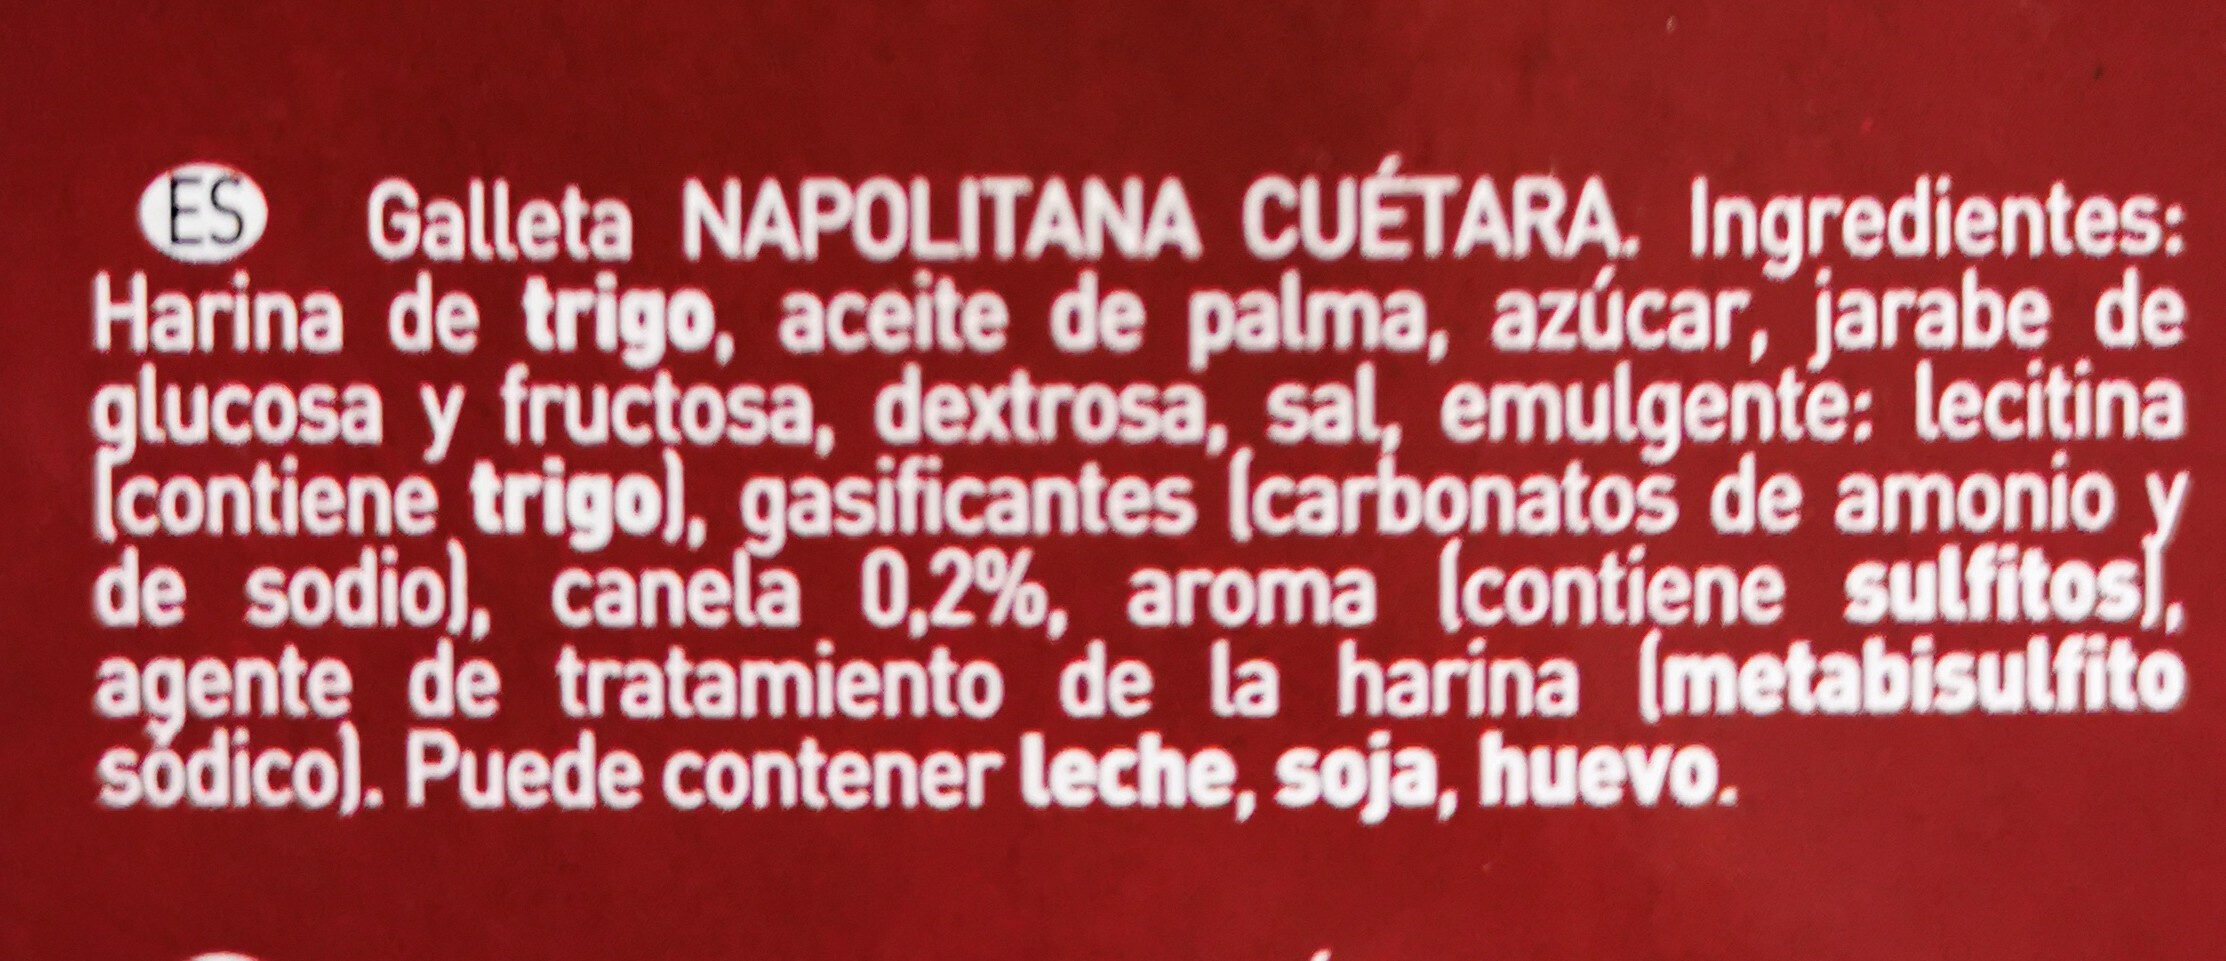 ES Galleta NAPOLITANA CUÉTARA. Ingredientes:
Harina de trigo, aceite de palma, azúcar, jarabe de
glucosa y fructosa, dextrosa, sal, emulgente: lecitina
(contiene trigo), gasificantes (carbonatos de amonio y
de sodio), canela 0,2%, aroma (contiene sulfitos),
agente de tratamiento de la harina (metabisulfito
sódico). Puede contener leche, soja, huevo.